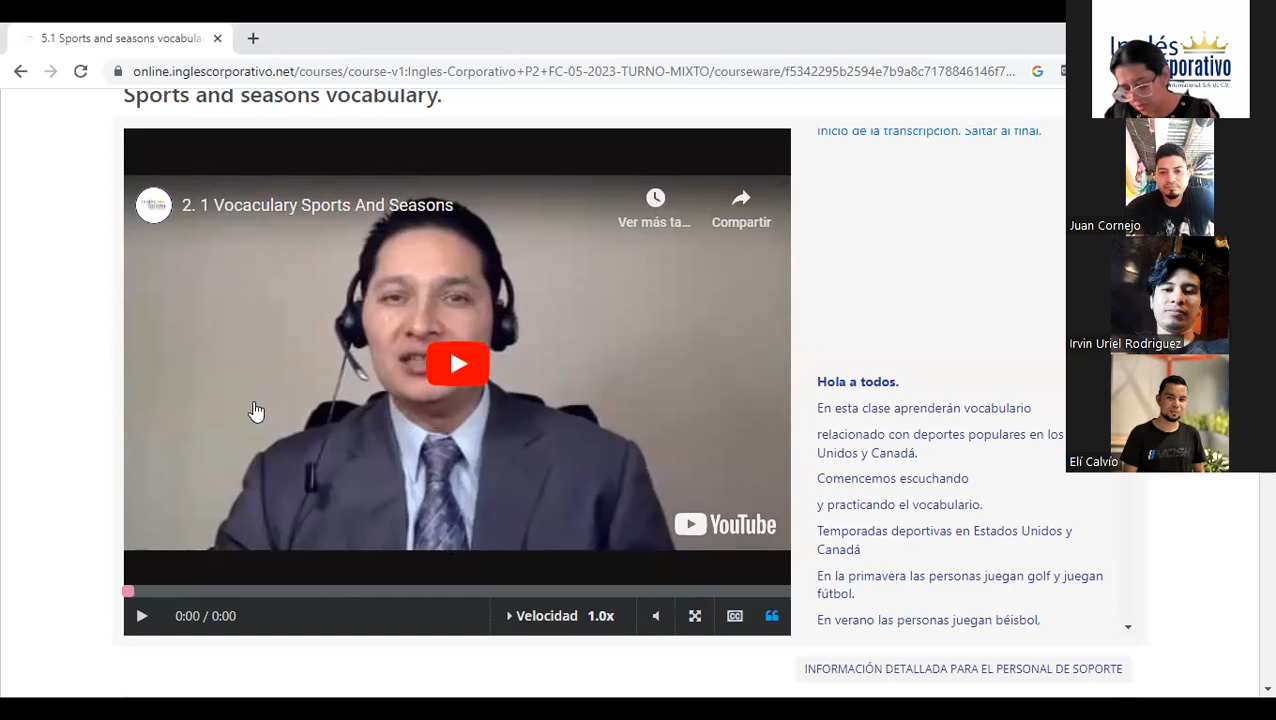 5.1 Sports and seasons vocabula
online.inglescorporativo.net/courses/course-v1:Ingles-Corporativo+P2+FC-05-2023-TURNO-MIXTO/courseware/f5342295b2594e7b9a8c7178846146f7...
Sports and seasons vocabulary.
2. 1 Vocaculary Sports And Seasons
Ver más ta...
Compartir
YouTube
0:00 / 0:00
Velocidad 1.0x
CC
Inicio de la transcripción. Saltar al final.
Hola a todos.
En esta clase aprenderán vocabulario
relacionado con deportes populares en los
Unidos y Canadá.
Comencemos escuchando
y practicando el vocabulario.
Temporadas deportivas en Estados Unidos y
Canadá
En la primavera las personas juegan golf y juegan
fútbol.
En verano las personas juegan béisbol,
INFORMACIÓN DETALLADA PARA EL PERSONAL DE SOPORTE
Inglés
orporativo
International, S.A. de C.V.
Juan Cornejo
Irvin Uriel Rodriguez
Elí Calvío